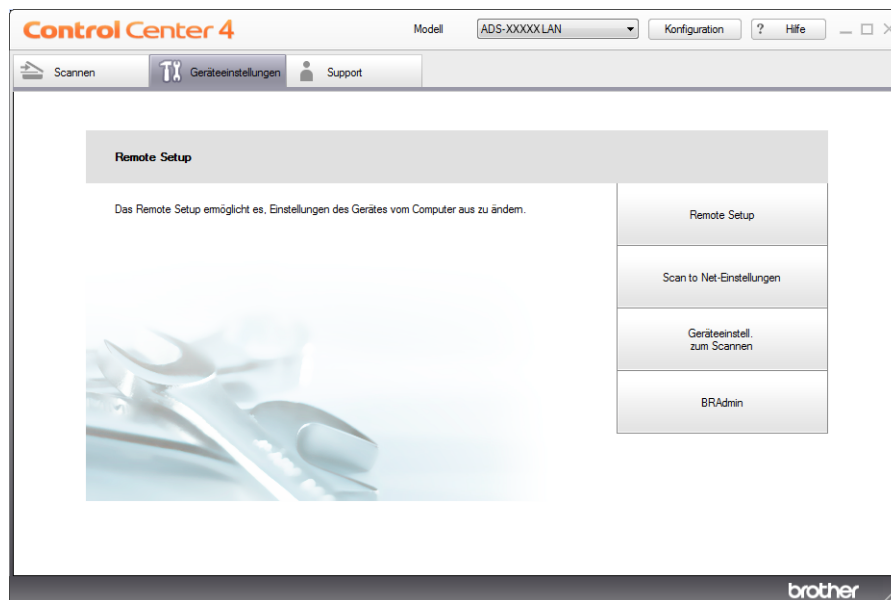 Control Center 4
Modell
ADS-XXXXX LAN
Konfiguration
? Hilfe
Scannen
Geräteeinstellungen
Support
Remote Setup
Das Remote Setup ermöglicht es, Einstellungen des Gerätes vom Computer aus zu ändern.
Remote Setup
Scan to Net-Einstellungen
Geräteeinstell.
zum Scannen
BRAdmin
brother